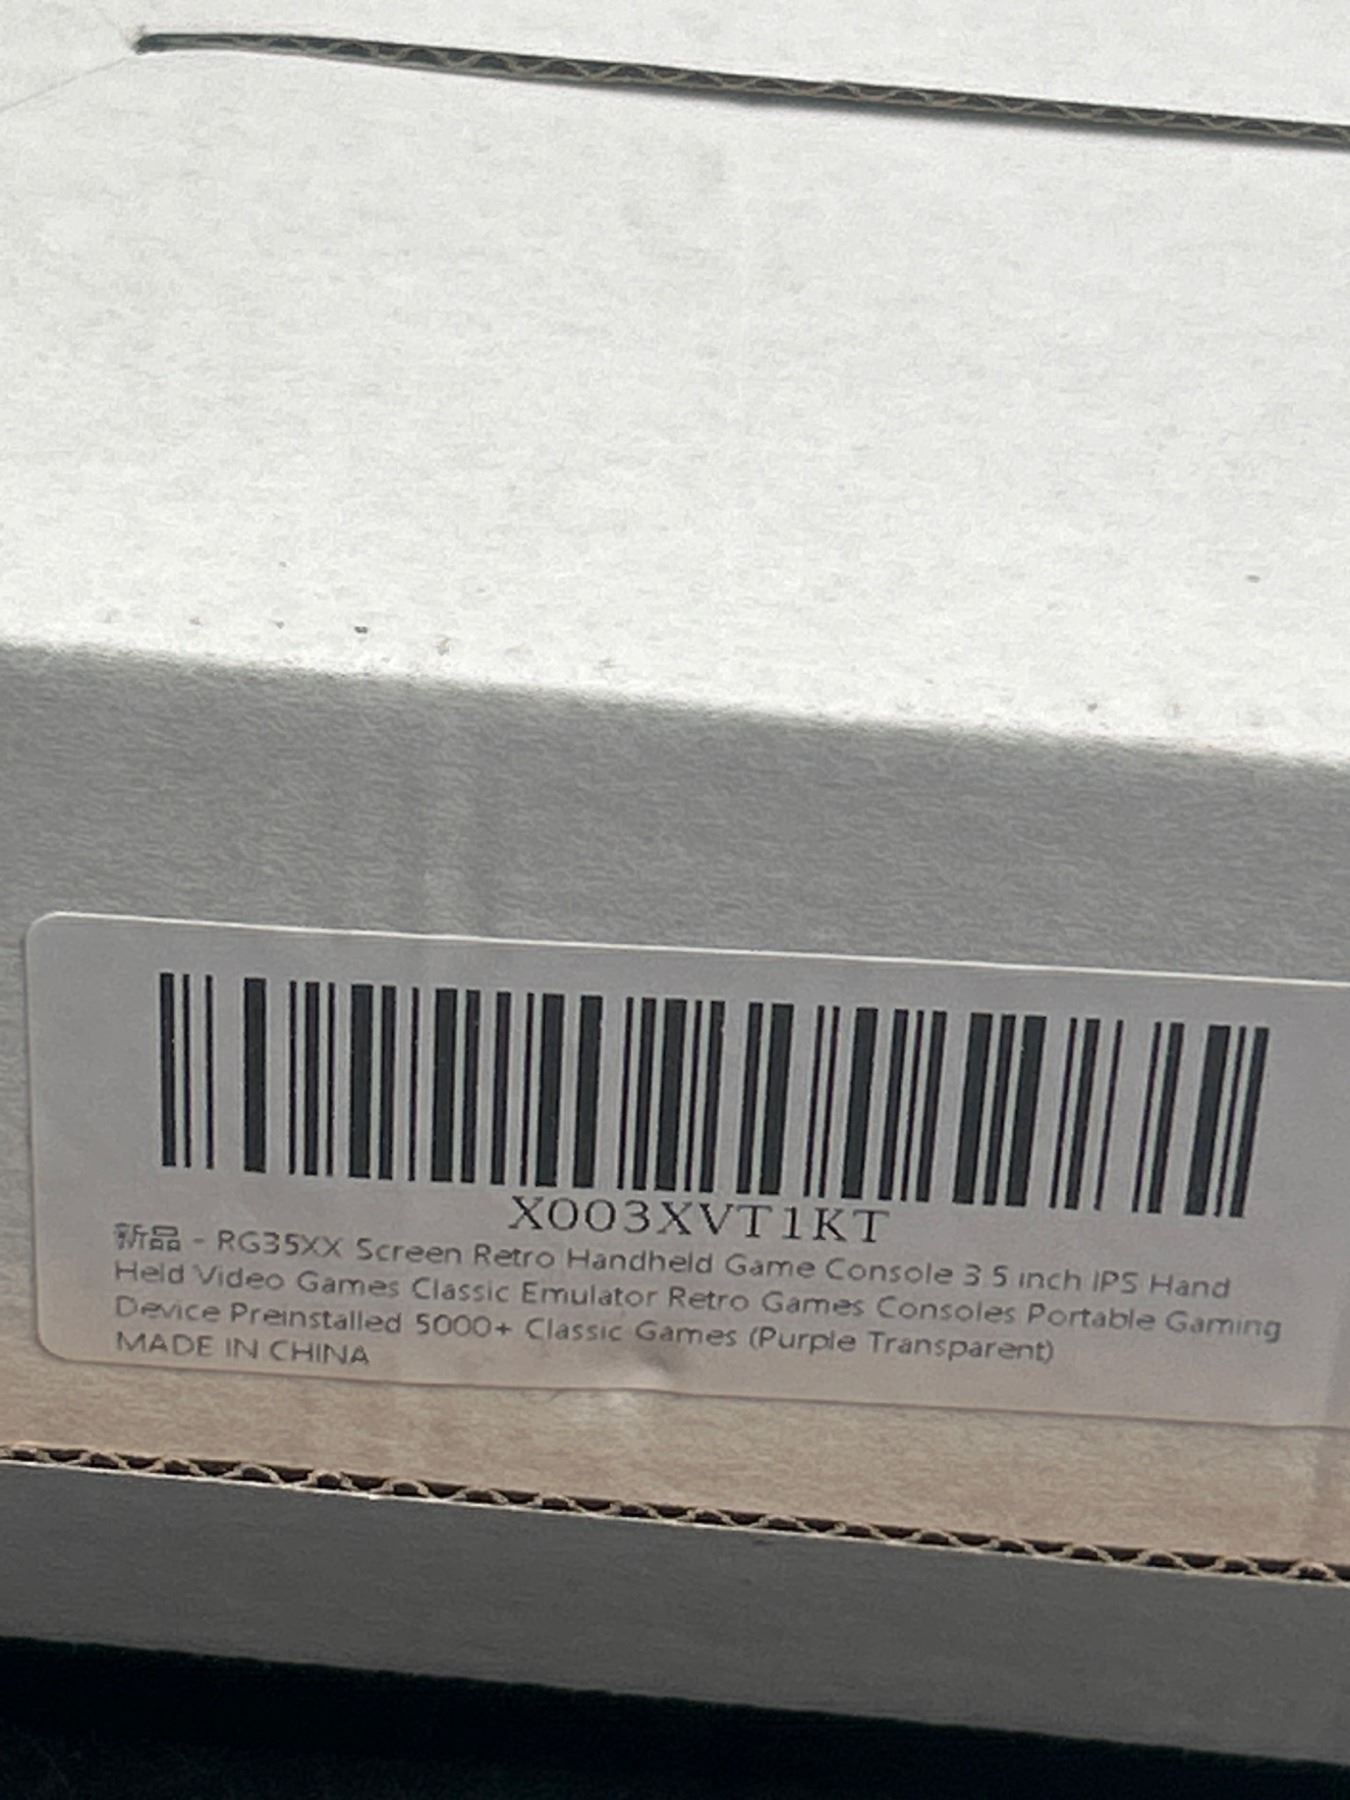 X003XVT1KT
新品 - RG35XX Screen Retro Handheld Game Console 3 5 inch IPS Hand
Held Video Games Classic Emulator Retro Games Consoles Portable Gaming
Device Preinstalled 5000+ Classic Games (Purple Transparent)
MADE IN CHINA